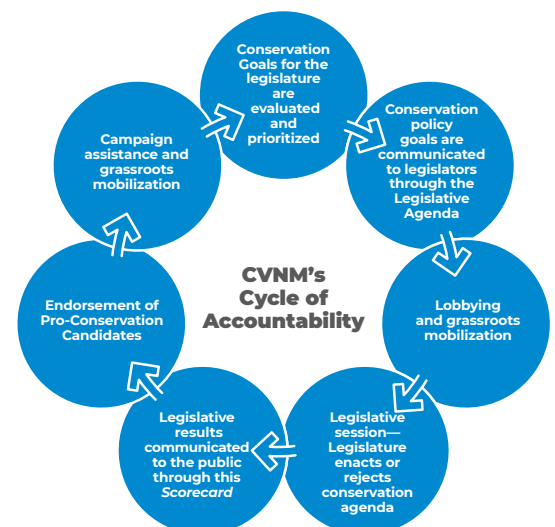 Conservation
Goals for the
legislature
are
evaluated
and
prioritized
Conservation
policy
goals are
communicated
to legislators
through the
Legislative
Agenda
Lobbying
and grassroots
mobilization
Legislative
session—
Legislature
enacts or
rejects
conservation
agenda
Legislative
results
communicated
to the public
through this
Scorecard
Endorsement of
Pro-Conservation
Candidates
Campaign
assistance and
grassroots
mobilization
CVNM’s
Cycle of
Accountability